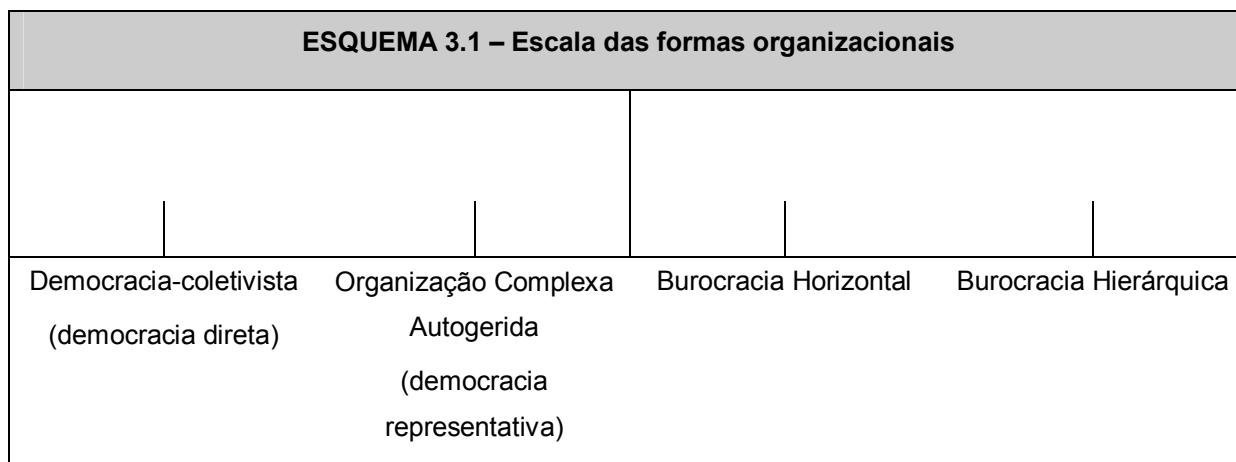 ESQUEMA 3.1 – Escala das formas organizacionais
Democracia-coletivista
(democracia direta)
Organização Complexa
Autogerida
(democracia
representativa)
Burocracia Horizontal
Burocracia Hierárquica